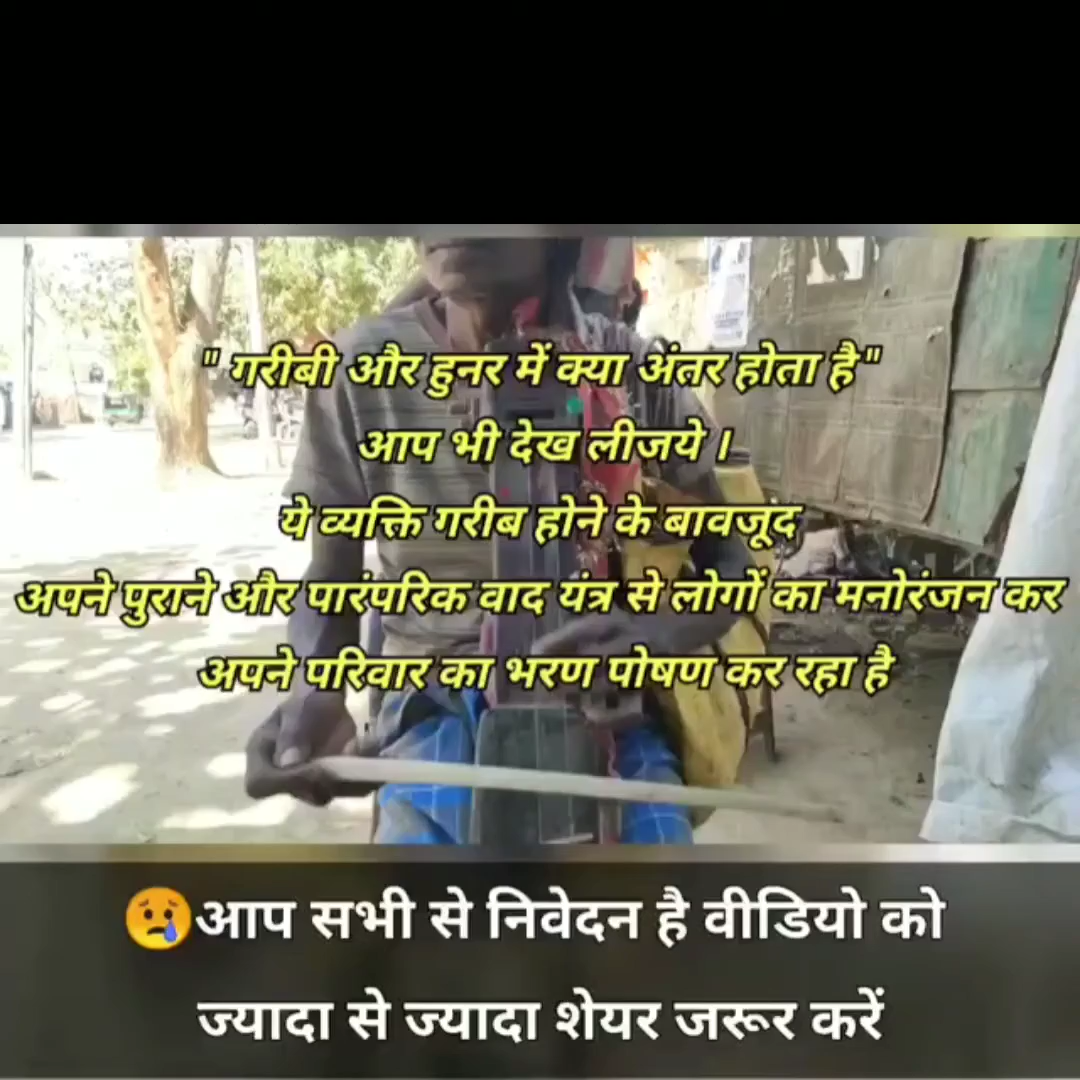 " गरीबी और हुनर में क्या अंतर होता है"
आप भी देख लीजये ।
ये व्यक्ति गरीब होने के बावजूद
अपने पुराने और पारंपरिक वाद यंत्र से लोगों का मनोरंजन कर
अपने परिवार का भरण पोषण कर रहा है
😢आप सभी से निवेदन है वीडियो को
ज्यादा से ज्यादा शेयर जरूर करें